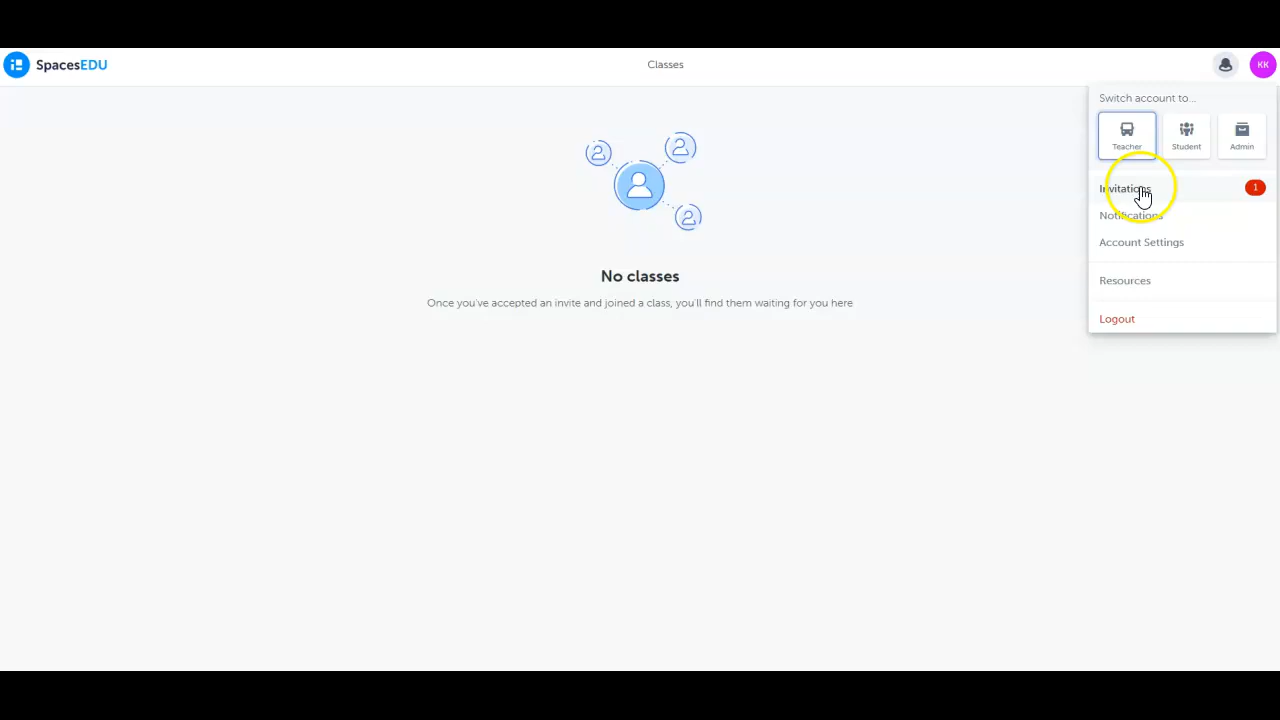 SpacesEDU
Classes
KK
Switch account to...
Teacher
Student
Admin
Invitations
1
Notifications
Account Settings
Resources
Logout
No classes
Once you've accepted an invite and joined a class, you'll find them waiting for you here